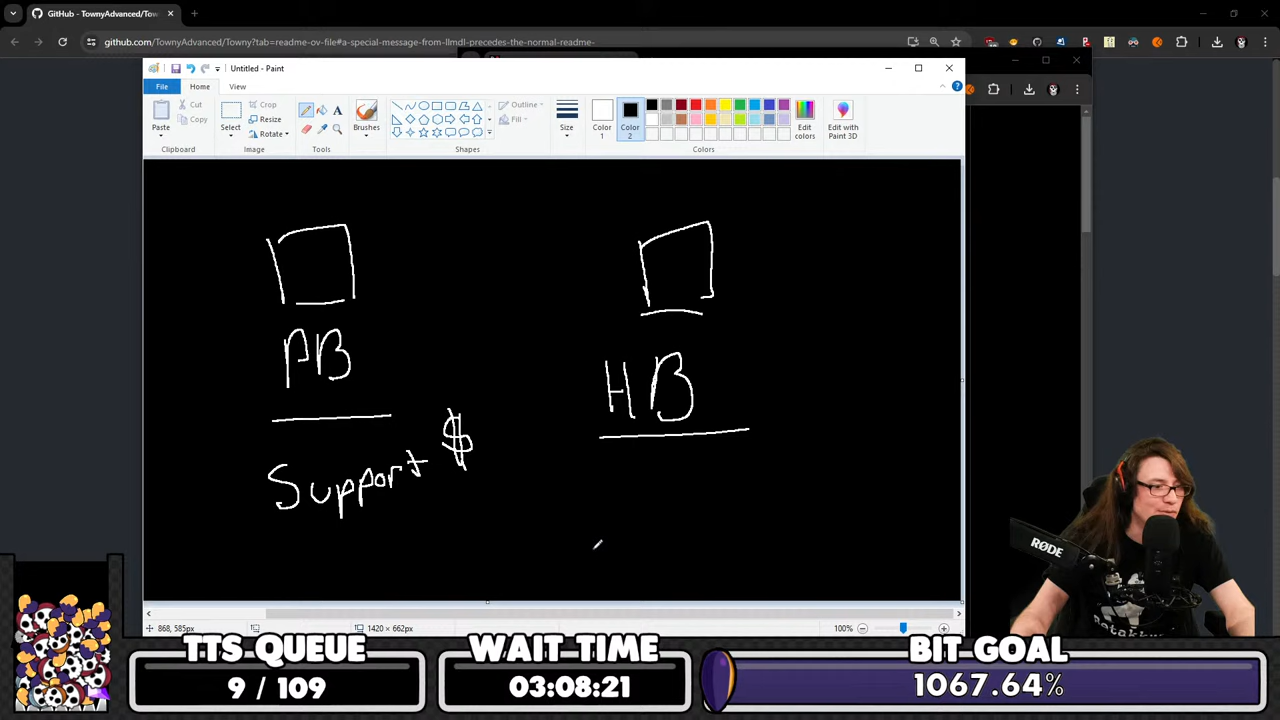 GitHub - TownyAdvanced/Tow
github.com/TownyAdvanced/Towny?tab=readme-ov-file#a-special-message-from-llmdl-precedes-the-normal-readme-
Untitled - Paint
File Home View
Paste
Cut
Copy
Clipboard
Select
Crop
Resize
Rotate
Image
Tools
Brushes
Shapes
Outline
Fill
Size
Color 1
Color 2
Edit colors
Colors
Edit with Paint 3D
PB
Support $
HB
868, 585px
1420 × 662px
100%
RØDE
TTS QUEUE
9 / 109
WAIT TIME
03:08:21
BIT GOAL
1067.64%